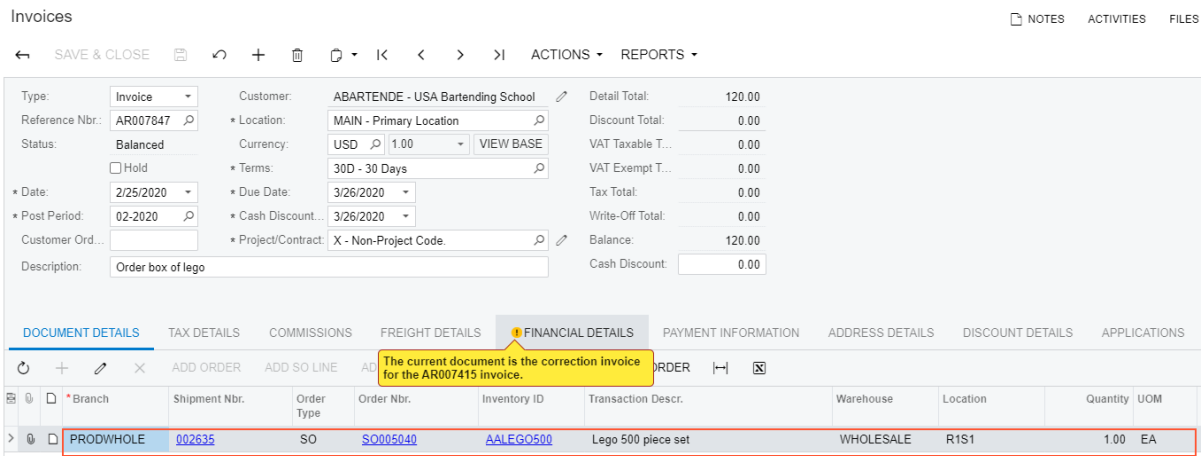 Invoices
NOTES ACTIVITIES FILES
SAVE & CLOSE ACTIONS REPORTS
Type: Invoice Customer: ABARTENDE - USA Bartending School Detail Total: 120.00
Reference Nbr.: AR007847 * Location: MAIN - Primary Location Discount Total: 0.00
Status: Balanced Currency: USD 1.00 VIEW BASE VAT Taxable T... 0.00
Hold * Terms: 30D - 30 Days VAT Exempt T... 0.00
* Date: 2/25/2020 * Due Date: 3/26/2020 Tax Total: 0.00
* Post Period: 02-2020 * Cash Discount... 3/26/2020 Write-Off Total: 0.00
Customer Ord... * Project/Contract: X - Non-Project Code. Balance: 120.00
Description: Order box of lego Cash Discount: 0.00
DOCUMENT DETAILS TAX DETAILS COMMISSIONS FREIGHT DETAILS FINANCIAL DETAILS PAYMENT INFORMATION ADDRESS DETAILS DISCOUNT DETAILS APPLICATIONS
The current document is the correction invoice
for the AR007415 invoice.
ADD ORDER ADD SO LINE
* Branch Shipment Nbr. Order Type Order Nbr. Inventory ID Transaction Descr. Warehouse Location Quantity UOM
PRODWHOLE 002635 SO SO005040 AALEGO500 Lego 500 piece set WHOLESALE R1S1 1.00 EA